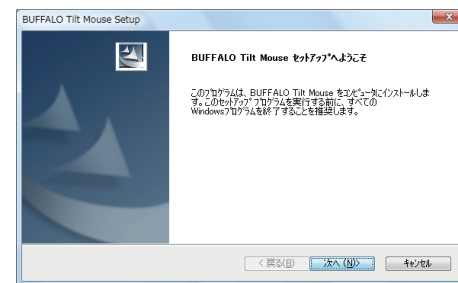 BUFFALO Tilt Mouse Setup
BUFFALO Tilt Mouse ｾｯﾄｱｯﾌﾟへようこそ
このﾌﾟﾛｸﾞﾗﾑは、BUFFALO Tilt Mouse をｺﾝﾋﾟｭｰﾀにインストールしま
す。このｾｯﾄｱｯﾌﾟﾌﾟﾛｸﾞﾗﾑを実行する前に、すべての
Windowsﾌﾟﾛｸﾞﾗﾑを終了することを推奨します。
< 戻る(B)
次へ (N)>
ｷｬﾝｾﾙ